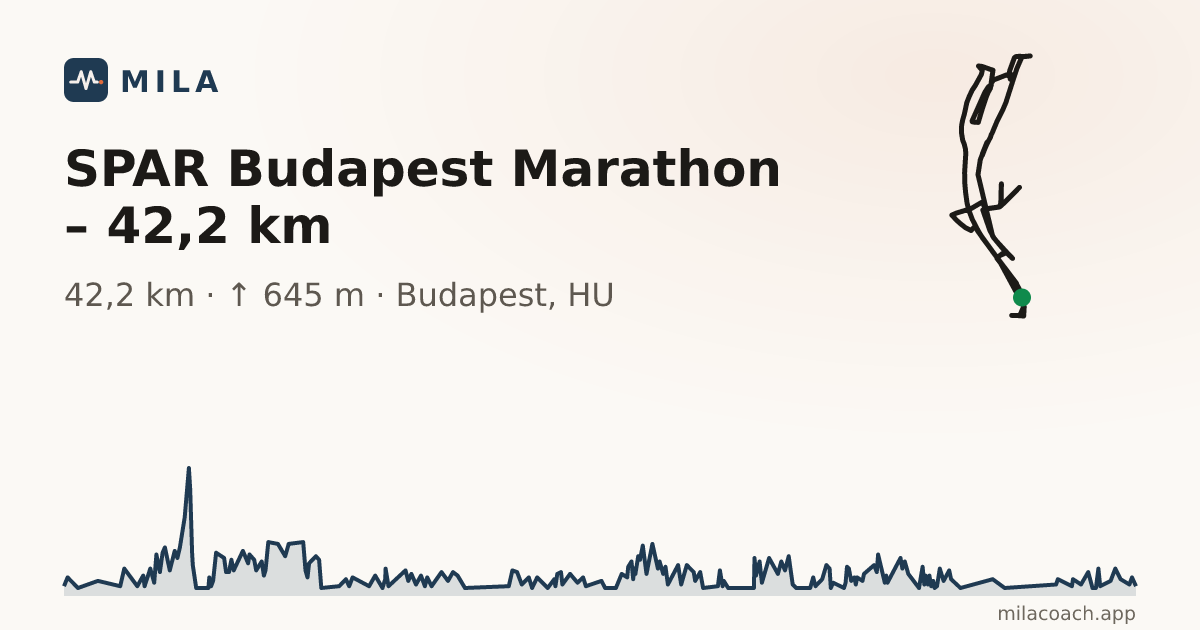 MILA
SPAR Budapest Marathon
– 42,2 km
42,2 km · ↑ 645 m · Budapest, HU
milacoach.app